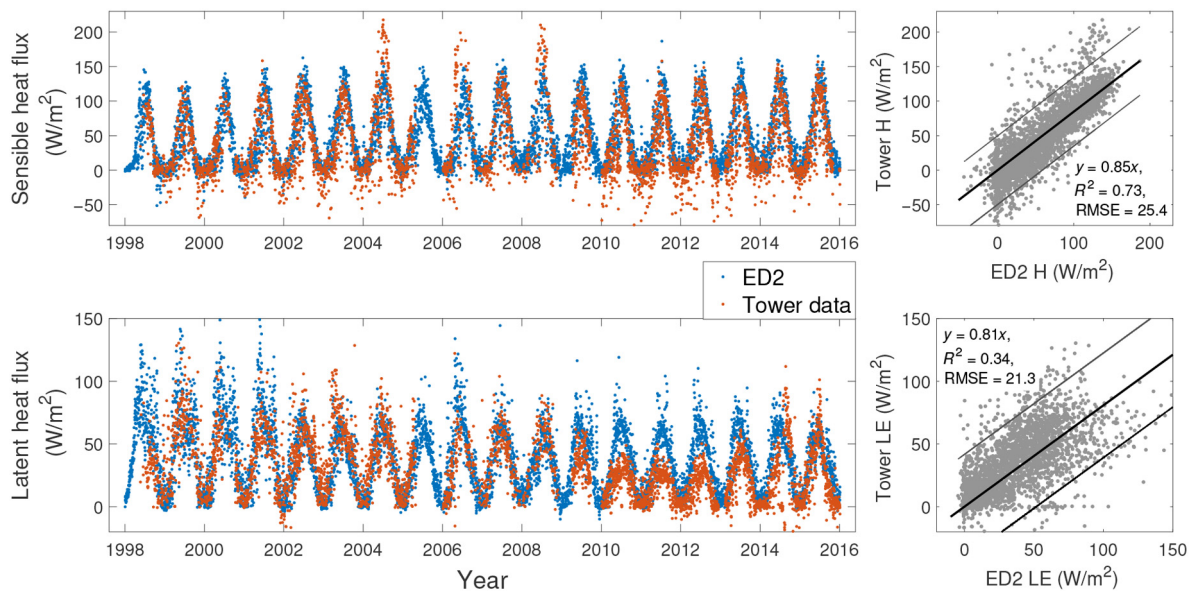 Sensible heat flux
(W/m²)
200
150
100
50
0
−50
1998
2000
2002
2004
2006
2008
2010
2012
2014
2016
Tower H (W/m²)
200
150
100
50
0
−50
y = 0.85x,
R² = 0.73,
RMSE = 25.4
0
100
200
ED2 H (W/m²)
ED2
Tower data
Latent heat flux
(W/m²)
150
100
50
0
1998
2000
2002
2004
2006
2008
2010
2012
2014
2016
Year
Tower LE (W/m²)
150
100
50
0
y = 0.81x,
R² = 0.34,
RMSE = 21.3
0
50
100
150
ED2 LE (W/m²)